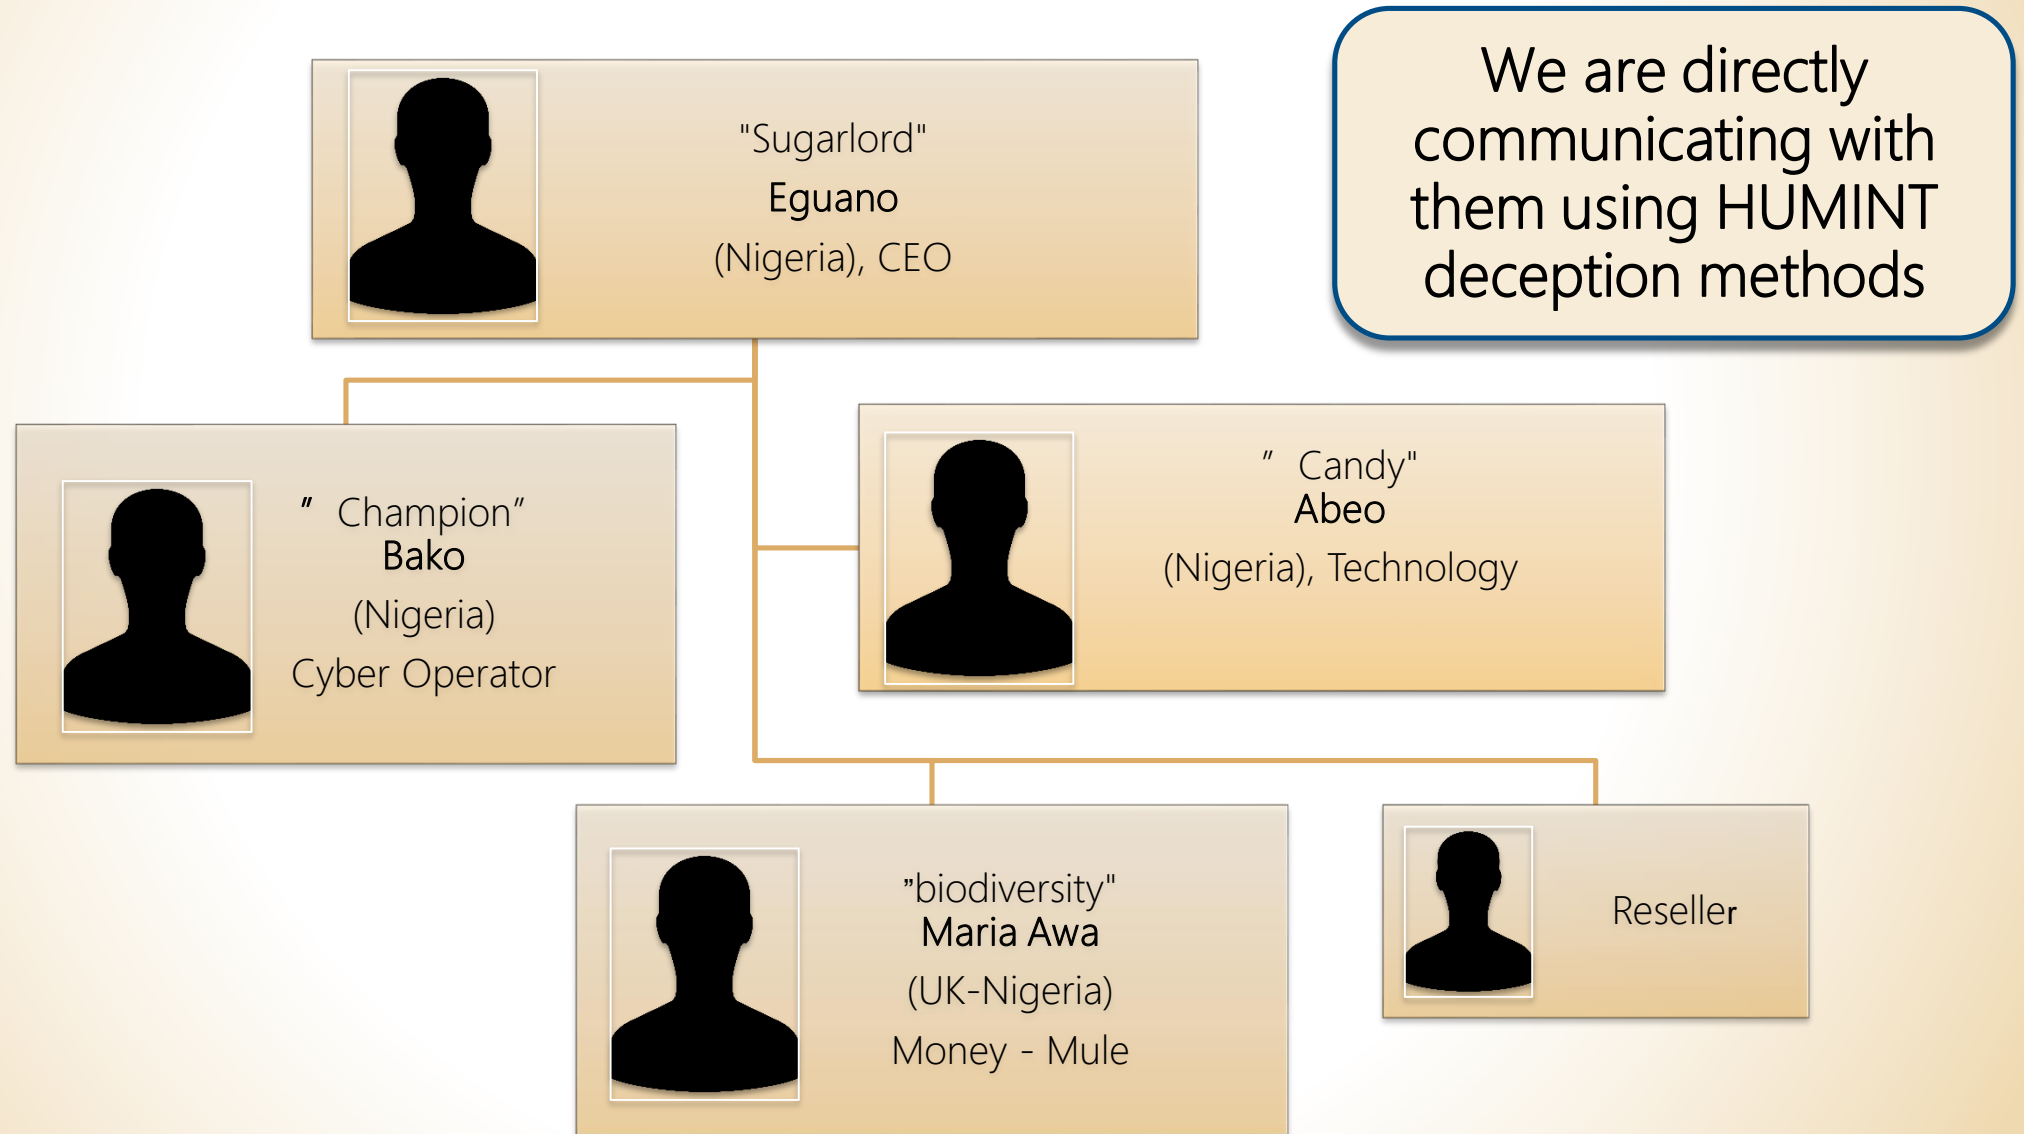 "Sugarlord"
Eguano
(Nigeria), CEO
We are directly
communicating with
them using HUMINT
deception methods
” Champion”
Bako
(Nigeria)
Cyber Operator
” Candy"
Abeo
(Nigeria), Technology
”biodiversity"
Maria Awa
(UK-Nigeria)
Money - Mule
Reseller